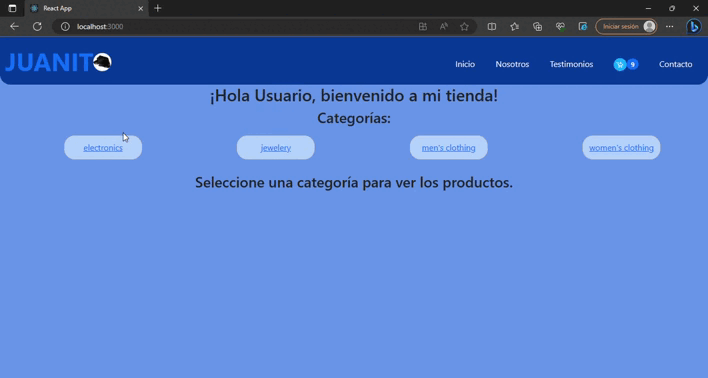 React App
localhost:3000
Iniciar sesión
JUANITO
Inicio
Nosotros
Testimonios
9
Contacto
¡Hola Usuario, bienvenido a mi tienda!
Categorías:
electronics
jewelery
men's clothing
women's clothing
Seleccione una categoría para ver los productos.